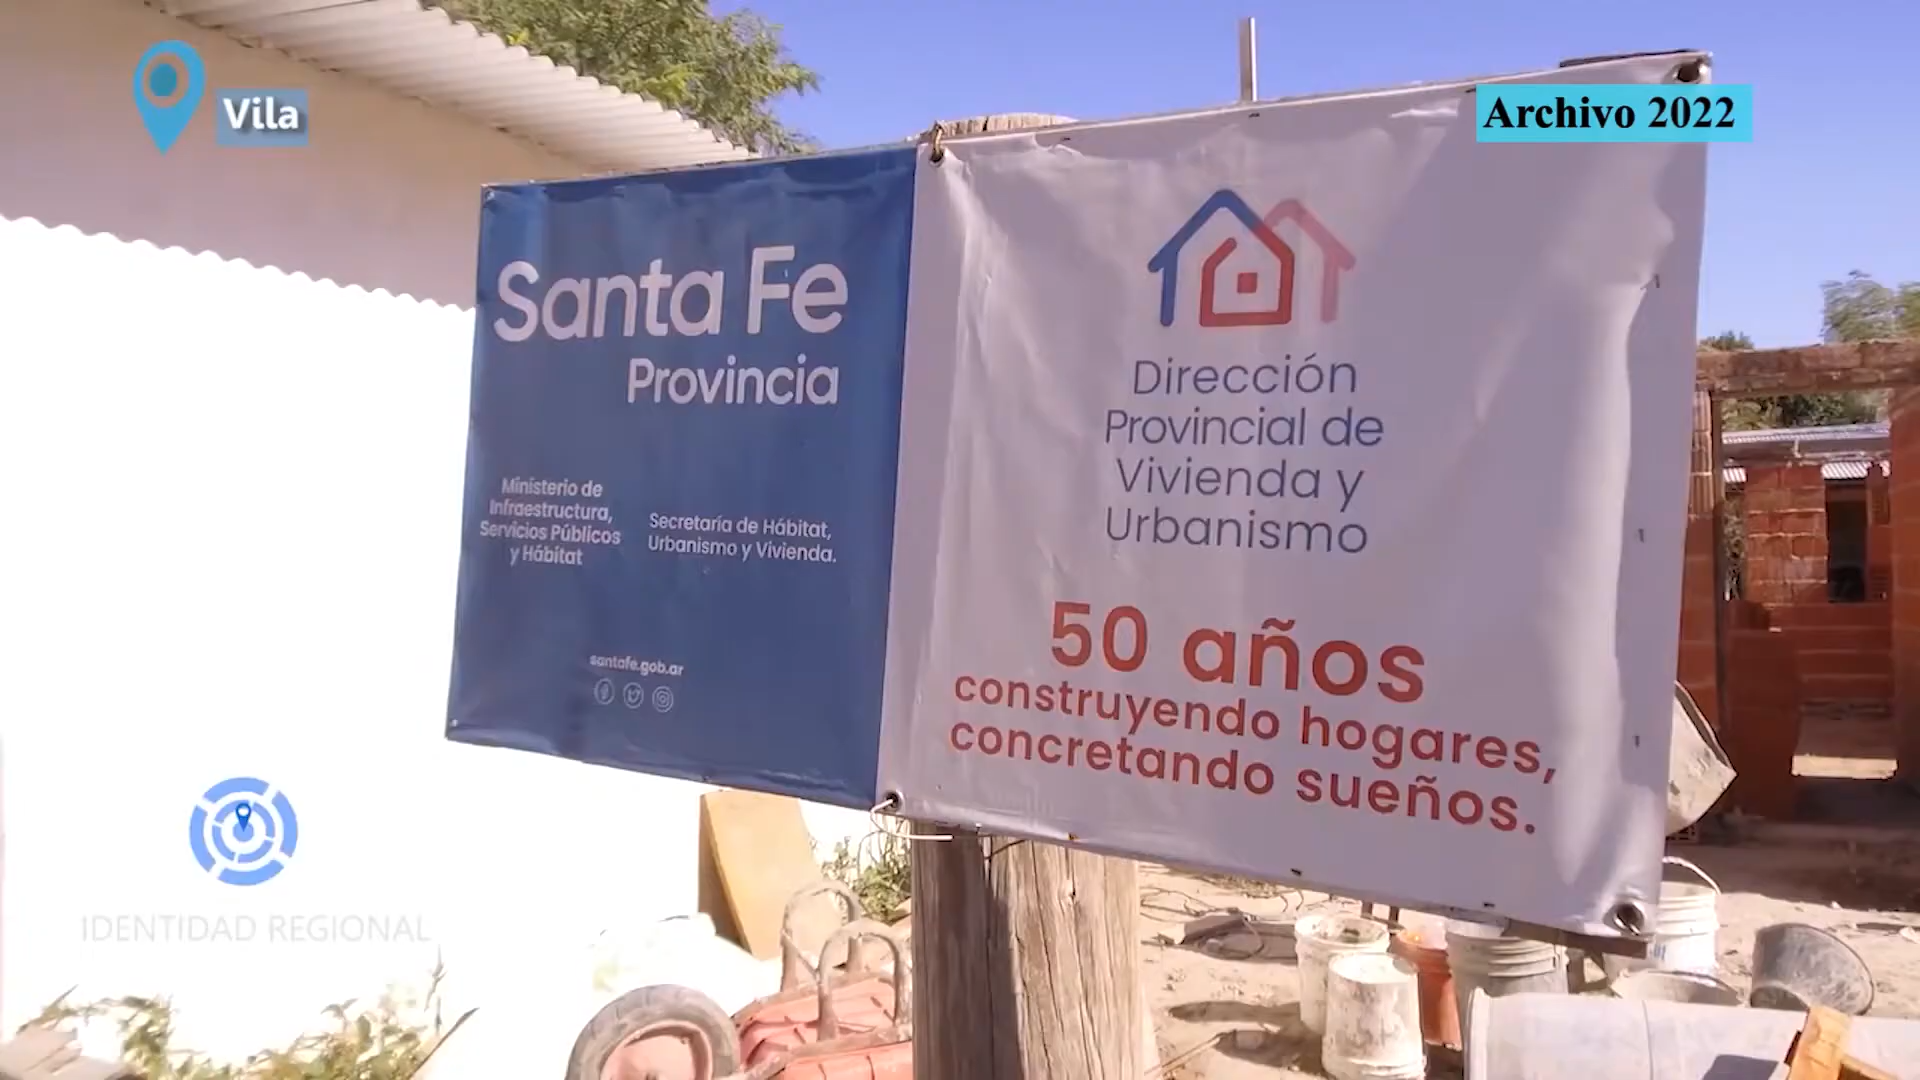 Vila
Archivo 2022
Santa Fe
Provincia
Ministerio de
Infraestructura,
Servicios Públicos
y Hábitat
Secretaría de Hábitat,
Urbanismo y Vivienda.
santafe.gob.ar
Dirección
Provincial de
Vivienda y
Urbanismo
50 años
construyendo hogares,
concretando sueños.
IDENTIDAD REGIONAL